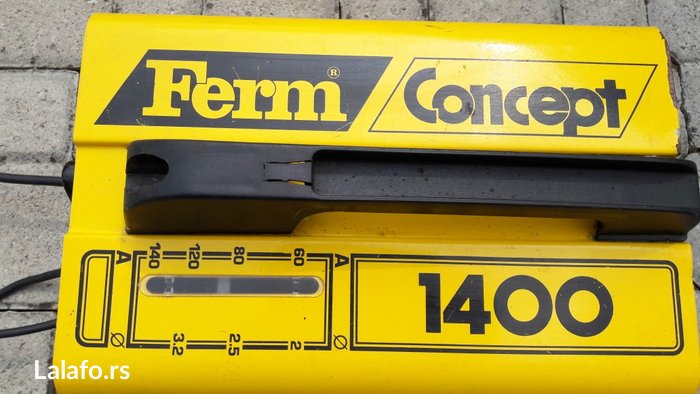 Ferm® Concept
A 140 120 80 60 A
1400
Ø 3.2 2.5 2 Ø
Lalafo.rs